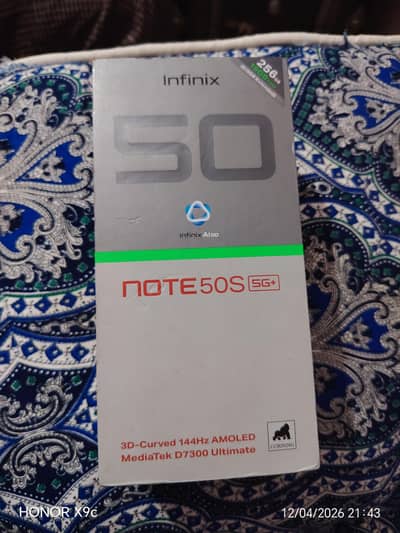 Infinix
256GB
50
Infinix AI∞
NOTE 50S 5G+
3D-Curved 144Hz AMOLED
MediaTek D7300 Ultimate
HONOR X9c
12/04/2026 21:43